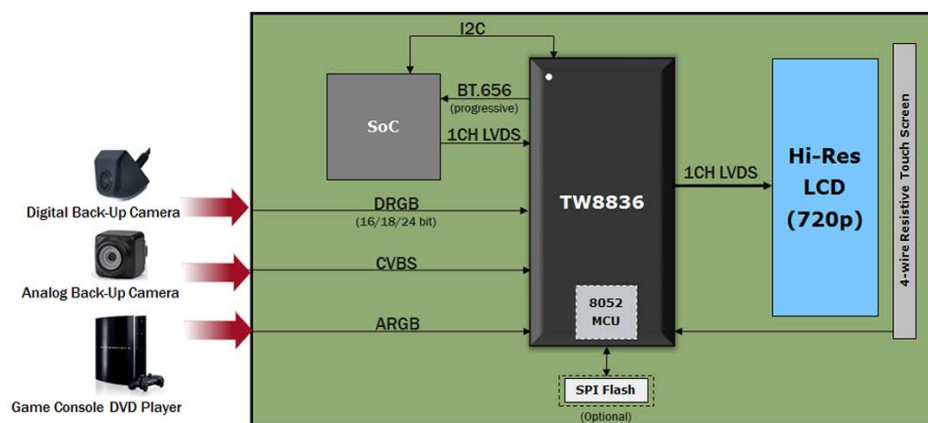 I2C
BT.656
(progressive)
SoC
1CH LVDS
Digital Back-Up Camera
DRGB
(16/18/24 bit)
TW8836
1CH LVDS
Hi-Res
LCD
(720p)
4-wire Resistive Touch Screen
Analog Back-Up Camera
CVBS
8052
MCU
Game Console DVD Player
ARGB
SPI Flash
(Optional)